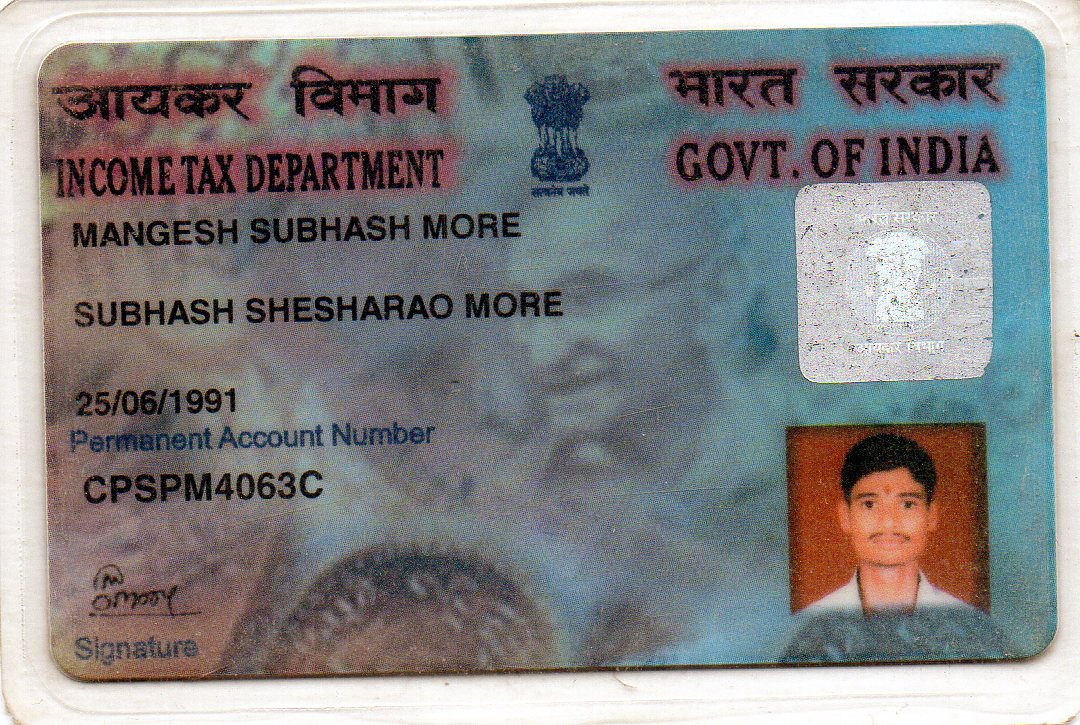 आयकर विभाग
भारत सरकार
INCOME TAX DEPARTMENT
GOVT. OF INDIA
सत्यमेव जयते
MANGESH SUBHASH MORE
भारत सरकार
आयकर विभाग
SUBHASH SHESHARAO MORE
25/06/1991
Permanent Account Number
CPSPM4063C
Signature